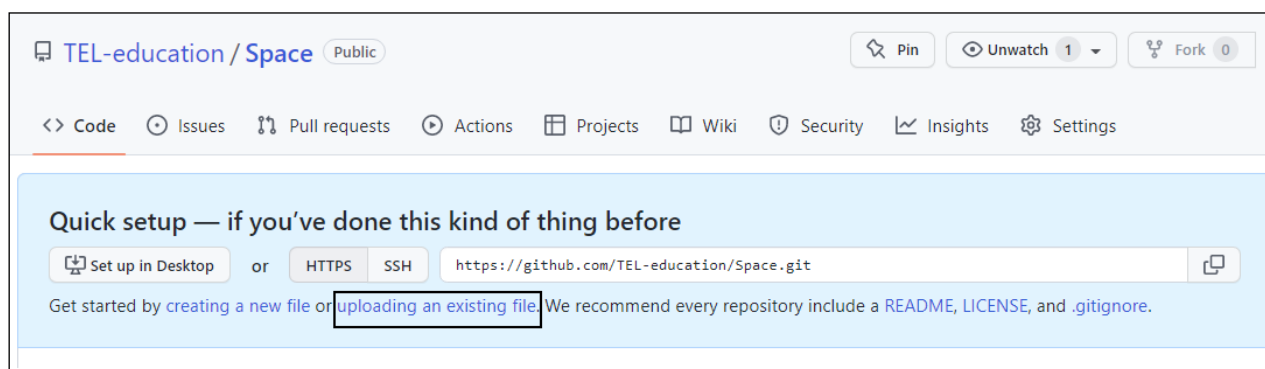 TEL-education / Space Public Pin Unwatch 1 Fork 0
<> Code Issues Pull requests Actions Projects Wiki Security Insights Settings
Quick setup — if you've done this kind of thing before
Set up in Desktop or HTTPS SSH https://github.com/TEL-education/Space.git
Get started by creating a new file or uploading an existing file. We recommend every repository include a README, LICENSE, and .gitignore.